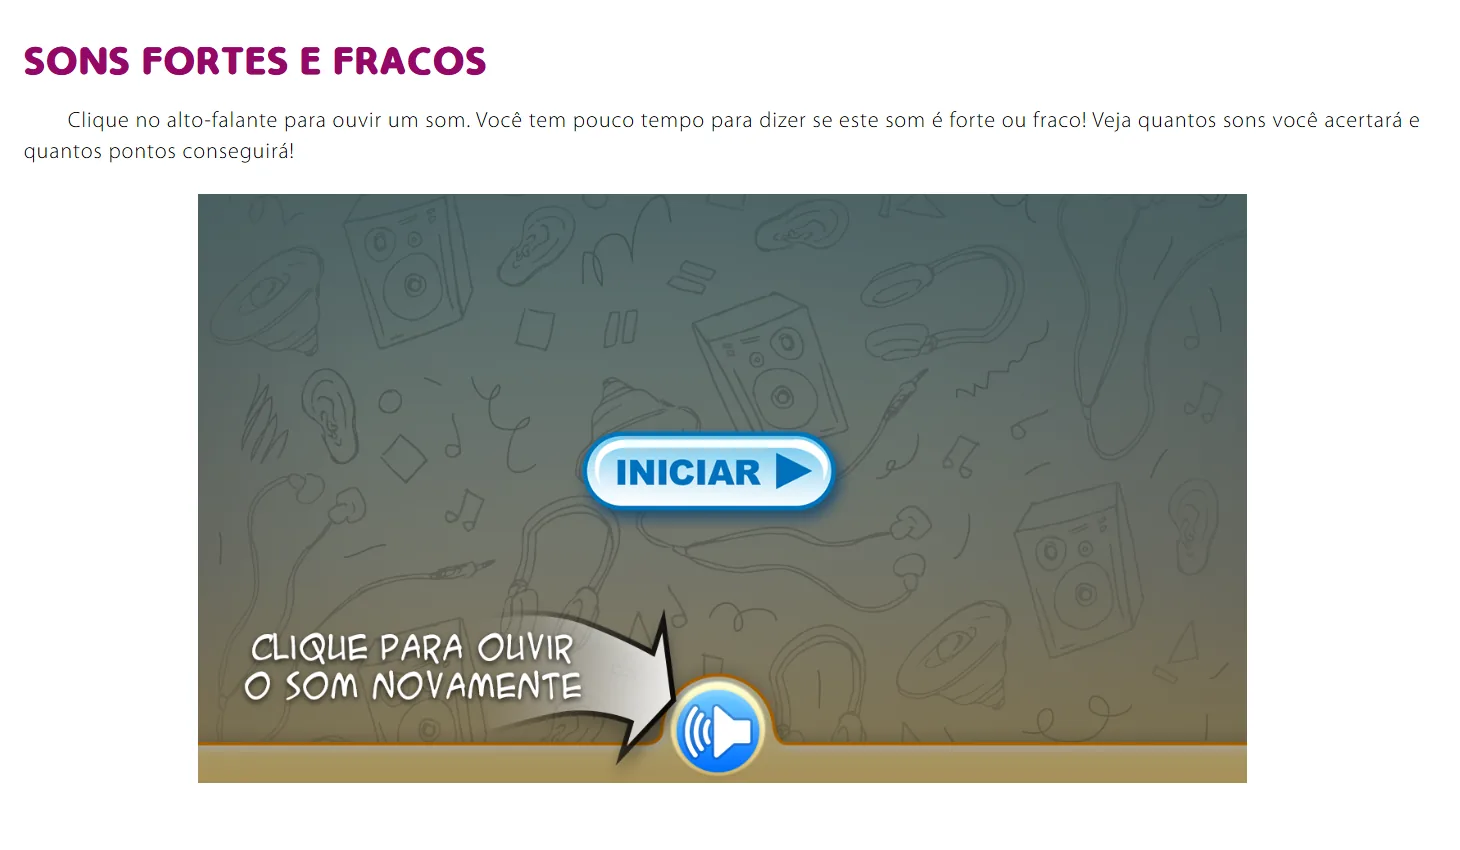 SONS FORTES E FRACOS
Clique no alto-falante para ouvir um som. Você tem pouco tempo para dizer se este som é forte ou fraco! Veja quantos sons você acertará e
quantos pontos conseguirá!
INICIAR
CLIQUE PARA OUVIR
O SOM NOVAMENTE